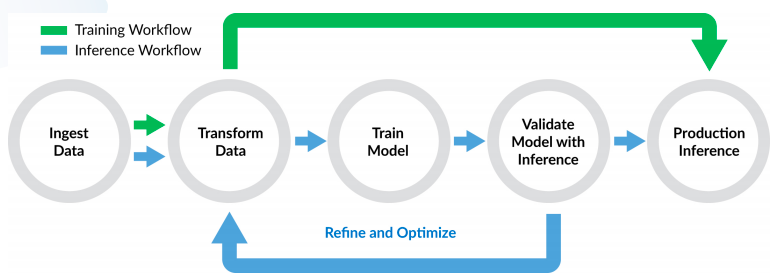 Training Workflow
Inference Workflow
Ingest
Data
Transform
Data
Train
Model
Validate
Model with
Inference
Production
Inference
Refine and Optimize